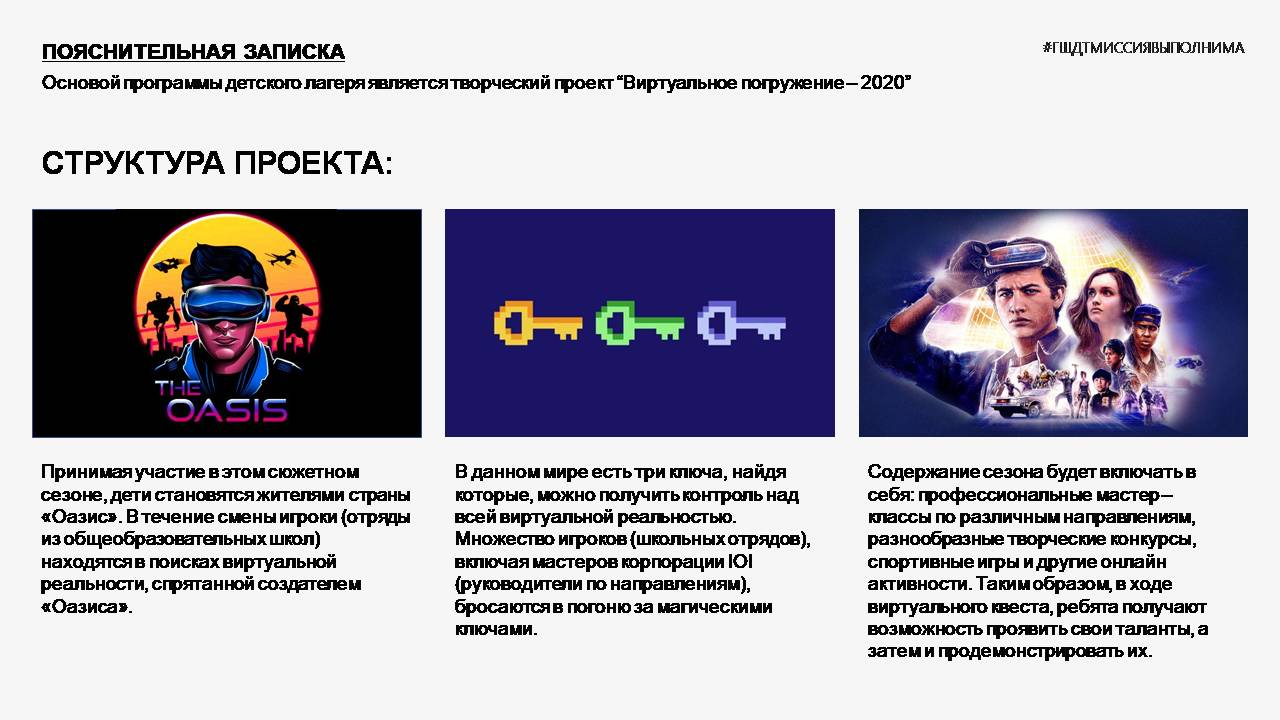 ПОЯСНИТЕЛЬНАЯ ЗАПИСКА
#ГШДТМИССИЯВЫПОЛНИМА
Основой программы детского лагеря является творческий проект “Виртуальное погружение – 2020”
СТРУКТУРА ПРОЕКТА:
THE
OASIS
Принимая участие в этом сюжетном
сезоне, дети становятся жителями страны
«Оазис». В течение смены игроки (отряды
из общеобразовательных школ)
находятся в поисках виртуальной
реальности, спрятанной создателем
«Оазиса».
В данном мире есть три ключа, найдя
которые, можно получить контроль над
всей виртуальной реальностью.
Множество игроков (школьных отрядов),
включая мастеров корпорации IOI
(руководители по направлениям),
бросаются в погоню за магическими
ключами.
Содержание сезона будет включать в
себя: профессиональные мастер–
классы по различным направлениям,
разнообразные творческие конкурсы,
спортивные игры и другие онлайн
активности. Таким образом, в ходе
виртуального квеста, ребята получают
возможность проявить свои таланты, а
затем и продемонстрировать их.